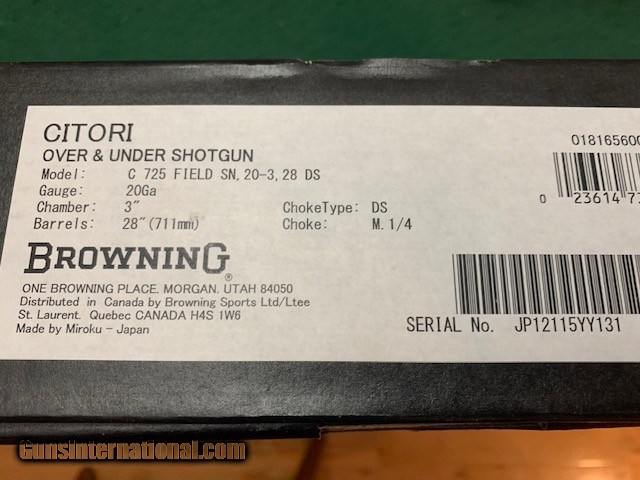 CITORI
OVER & UNDER SHOTGUN
Model: C 725 FIELD SN, 20-3, 28 DS
Gauge: 20Ga
Chamber: 3" ChokeType: DS
Barrels: 28"(711mm) Choke: M.1/4
BROWNING®
ONE BROWNING PLACE. MORGAN. UTAH 84050
Distributed in Canada by Browning Sports Ltd/Ltee
St. Laurent. Quebec CANADA H4S 1W6
Made by Miroku - Japan
0 23614
SERIAL No. JP12115YY131
GunsInternational.com